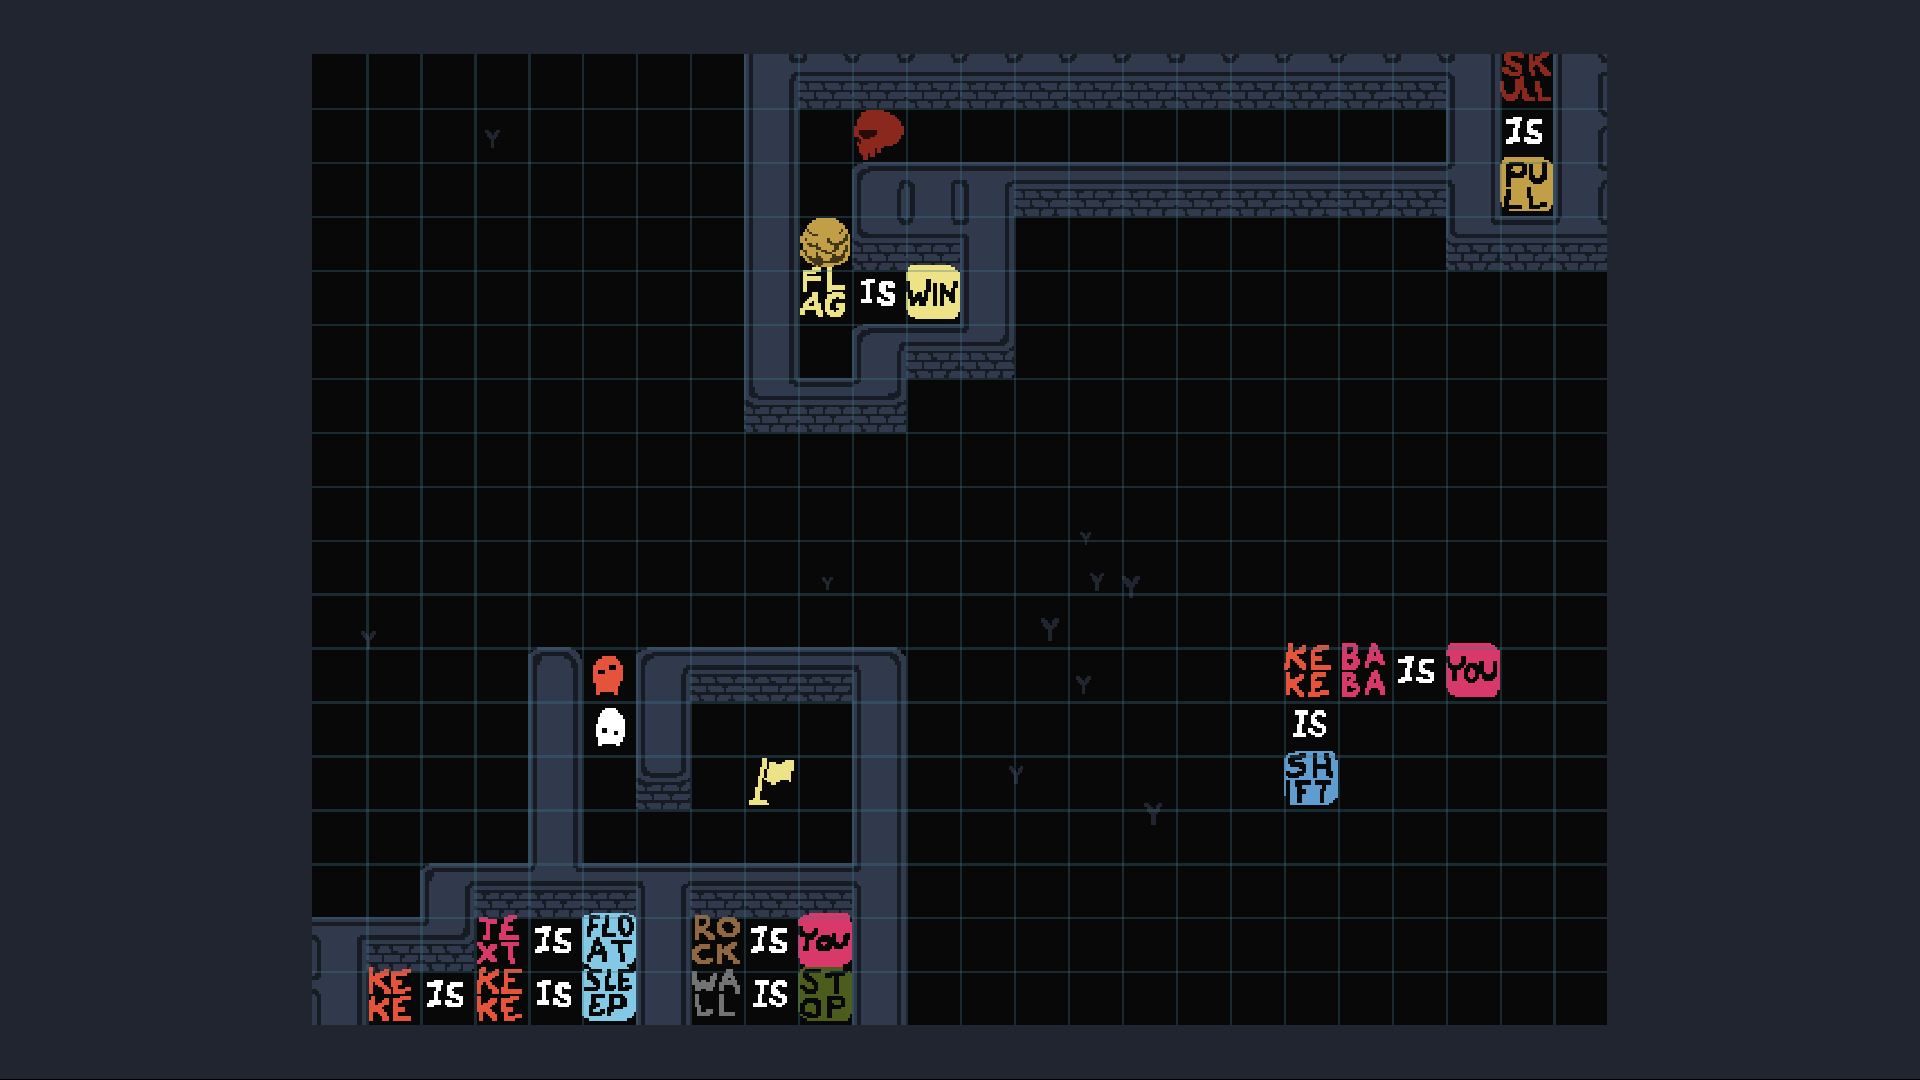 SKULL
IS
PULL
FLAG IS WIN
KEKE BABA IS YOU
IS
SHIFT
TEXT IS FLOAT ROCK IS YOU
KEKE IS KEKE IS SLEEP WALL IS STOP